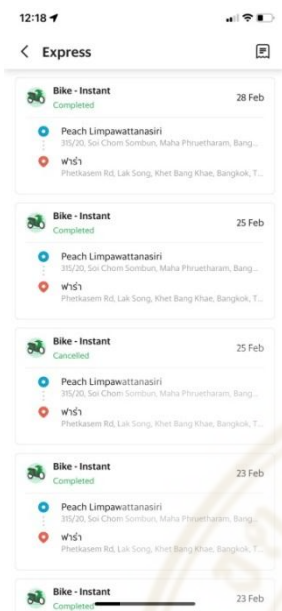 12:18
Express
Bike - Instant
Completed
28 Feb
Peach Limpawattanasiri
315/20, Soi Chom Sombun, Maha Phruetharam, Bang...
ฟาร่า
Phetkasem Rd, Lak Song, Khet Bang Khae, Bangkok, T...
Bike - Instant
Completed
25 Feb
Peach Limpawattanasiri
315/20, Soi Chom Sombun, Maha Phruetharam, Bang...
ฟาร่า
Phetkasem Rd, Lak Song, Khet Bang Khae, Bangkok, T...
Bike - Instant
Cancelled
25 Feb
Peach Limpawattanasiri
315/20, Soi Chom Sombun, Maha Phruetharam, Bang...
ฟาร่า
Phetkasem Rd, Lak Song, Khet Bang Khae, Bangkok, T...
Bike - Instant
Completed
23 Feb
Peach Limpawattanasiri
315/20, Soi Chom Sombun, Maha Phruetharam, Bang...
ฟาร่า
Phetkasem Rd, Lak Song, Khet Bang Khae, Bangkok, T...
Bike - Instant
Completed
23 Feb